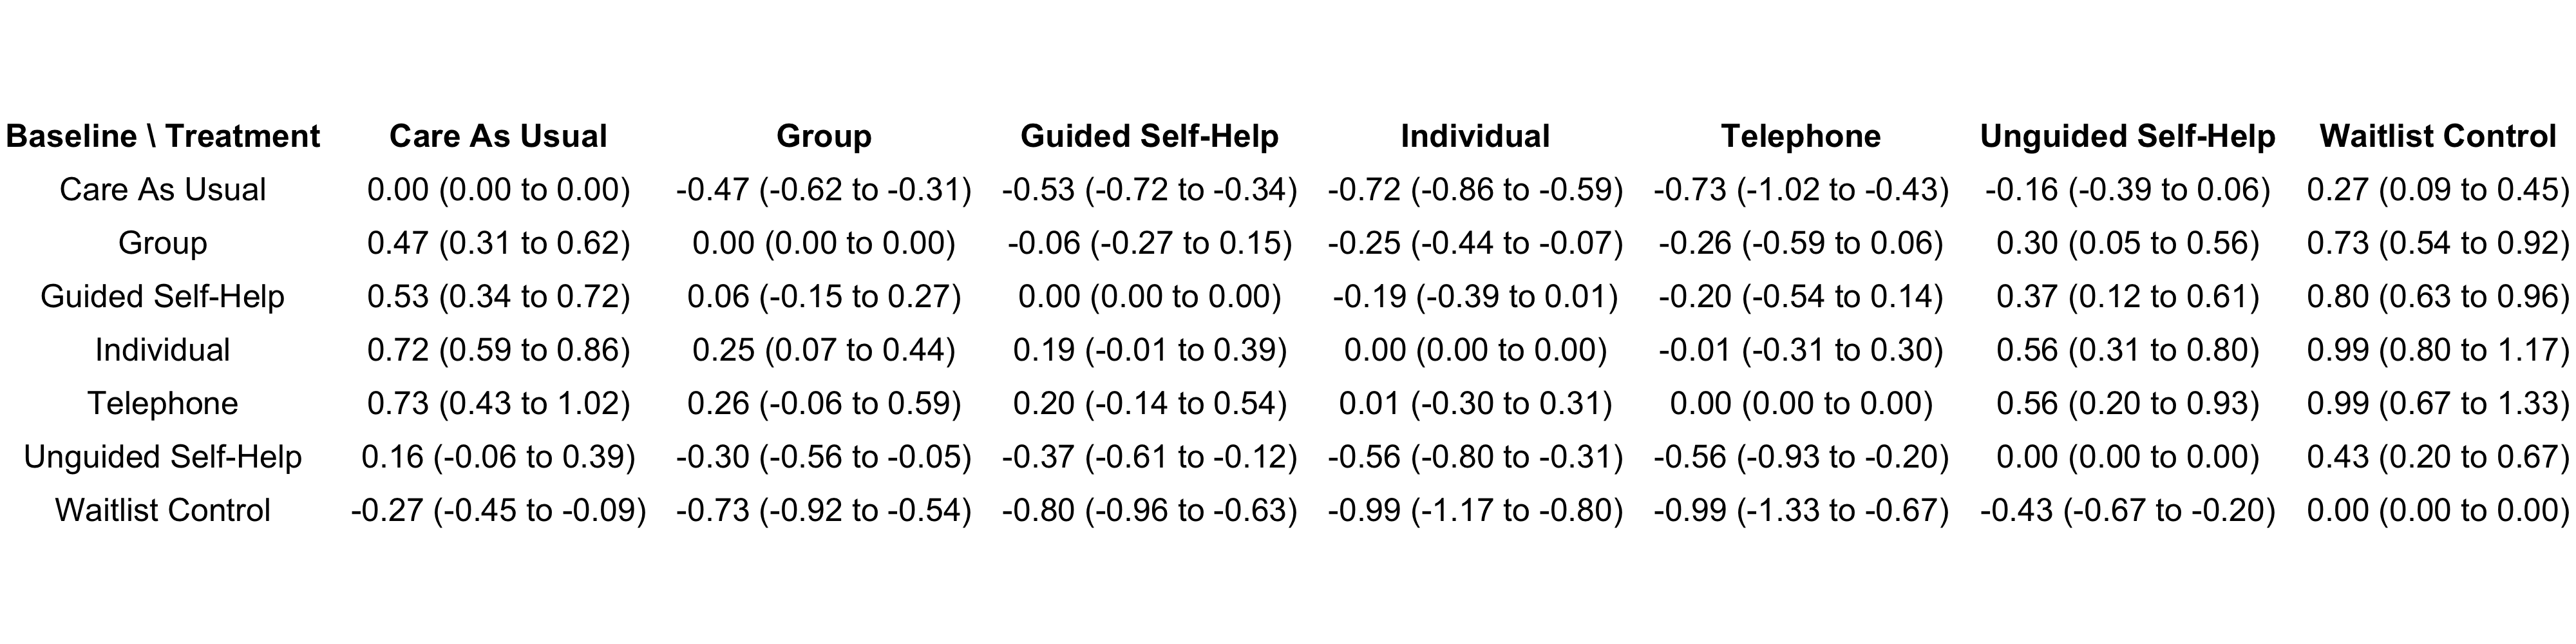 Baseline \ Treatment Care As Usual Group Guided Self-Help Individual Telephone Unguided Self-Help Waitlist Control
Care As Usual 0.00 (0.00 to 0.00) -0.47 (-0.62 to -0.31) -0.53 (-0.72 to -0.34) -0.72 (-0.86 to -0.59) -0.73 (-1.02 to -0.43) -0.16 (-0.39 to 0.06) 0.27 (0.09 to 0.45)
Group 0.47 (0.31 to 0.62) 0.00 (0.00 to 0.00) -0.06 (-0.27 to 0.15) -0.25 (-0.44 to -0.07) -0.26 (-0.59 to 0.06) 0.30 (0.05 to 0.56) 0.73 (0.54 to 0.92)
Guided Self-Help 0.53 (0.34 to 0.72) 0.06 (-0.15 to 0.27) 0.00 (0.00 to 0.00) -0.19 (-0.39 to 0.01) -0.20 (-0.54 to 0.14) 0.37 (0.12 to 0.61) 0.80 (0.63 to 0.96)
Individual 0.72 (0.59 to 0.86) 0.25 (0.07 to 0.44) 0.19 (-0.01 to 0.39) 0.00 (0.00 to 0.00) -0.01 (-0.31 to 0.30) 0.56 (0.31 to 0.80) 0.99 (0.80 to 1.17)
Telephone 0.73 (0.43 to 1.02) 0.26 (-0.06 to 0.59) 0.20 (-0.14 to 0.54) 0.01 (-0.30 to 0.31) 0.00 (0.00 to 0.00) 0.56 (0.20 to 0.93) 0.99 (0.67 to 1.33)
Unguided Self-Help 0.16 (-0.06 to 0.39) -0.30 (-0.56 to -0.05) -0.37 (-0.61 to -0.12) -0.56 (-0.80 to -0.31) -0.56 (-0.93 to -0.20) 0.00 (0.00 to 0.00) 0.43 (0.20 to 0.67)
Waitlist Control -0.27 (-0.45 to -0.09) -0.73 (-0.92 to -0.54) -0.80 (-0.96 to -0.63) -0.99 (-1.17 to -0.80) -0.99 (-1.33 to -0.67) -0.43 (-0.67 to -0.20) 0.00 (0.00 to 0.00)